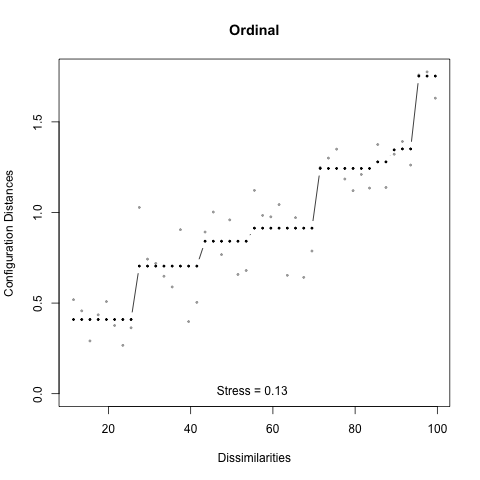 Ordinal
Configuration Distances
1.5
1.0
0.5
0.0
Stress = 0.13
20 40 60 80 100
Dissimilarities